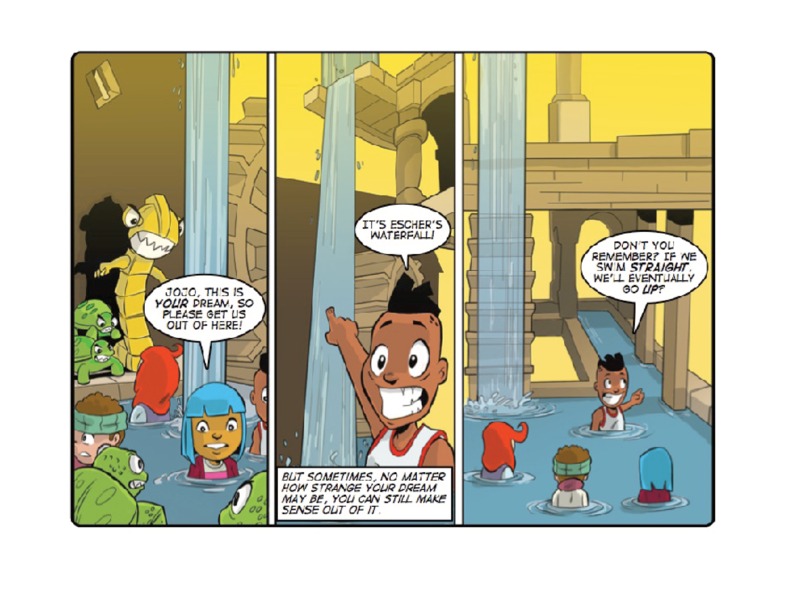 JOJO, THIS IS
YOUR DREAM, SO
PLEASE GET US
OUT OF HERE!
IT'S ESCHER'S
WATERFALL!
BUT SOMETIMES, NO MATTER
HOW STRANGE YOUR DREAM
MAY BE, YOU CAN STILL MAKE
SENSE OUT OF IT.
DON'T YOU
REMEMBER? IF WE
SWIM STRAIGHT,
WE'LL EVENTUALLY
GO UP?